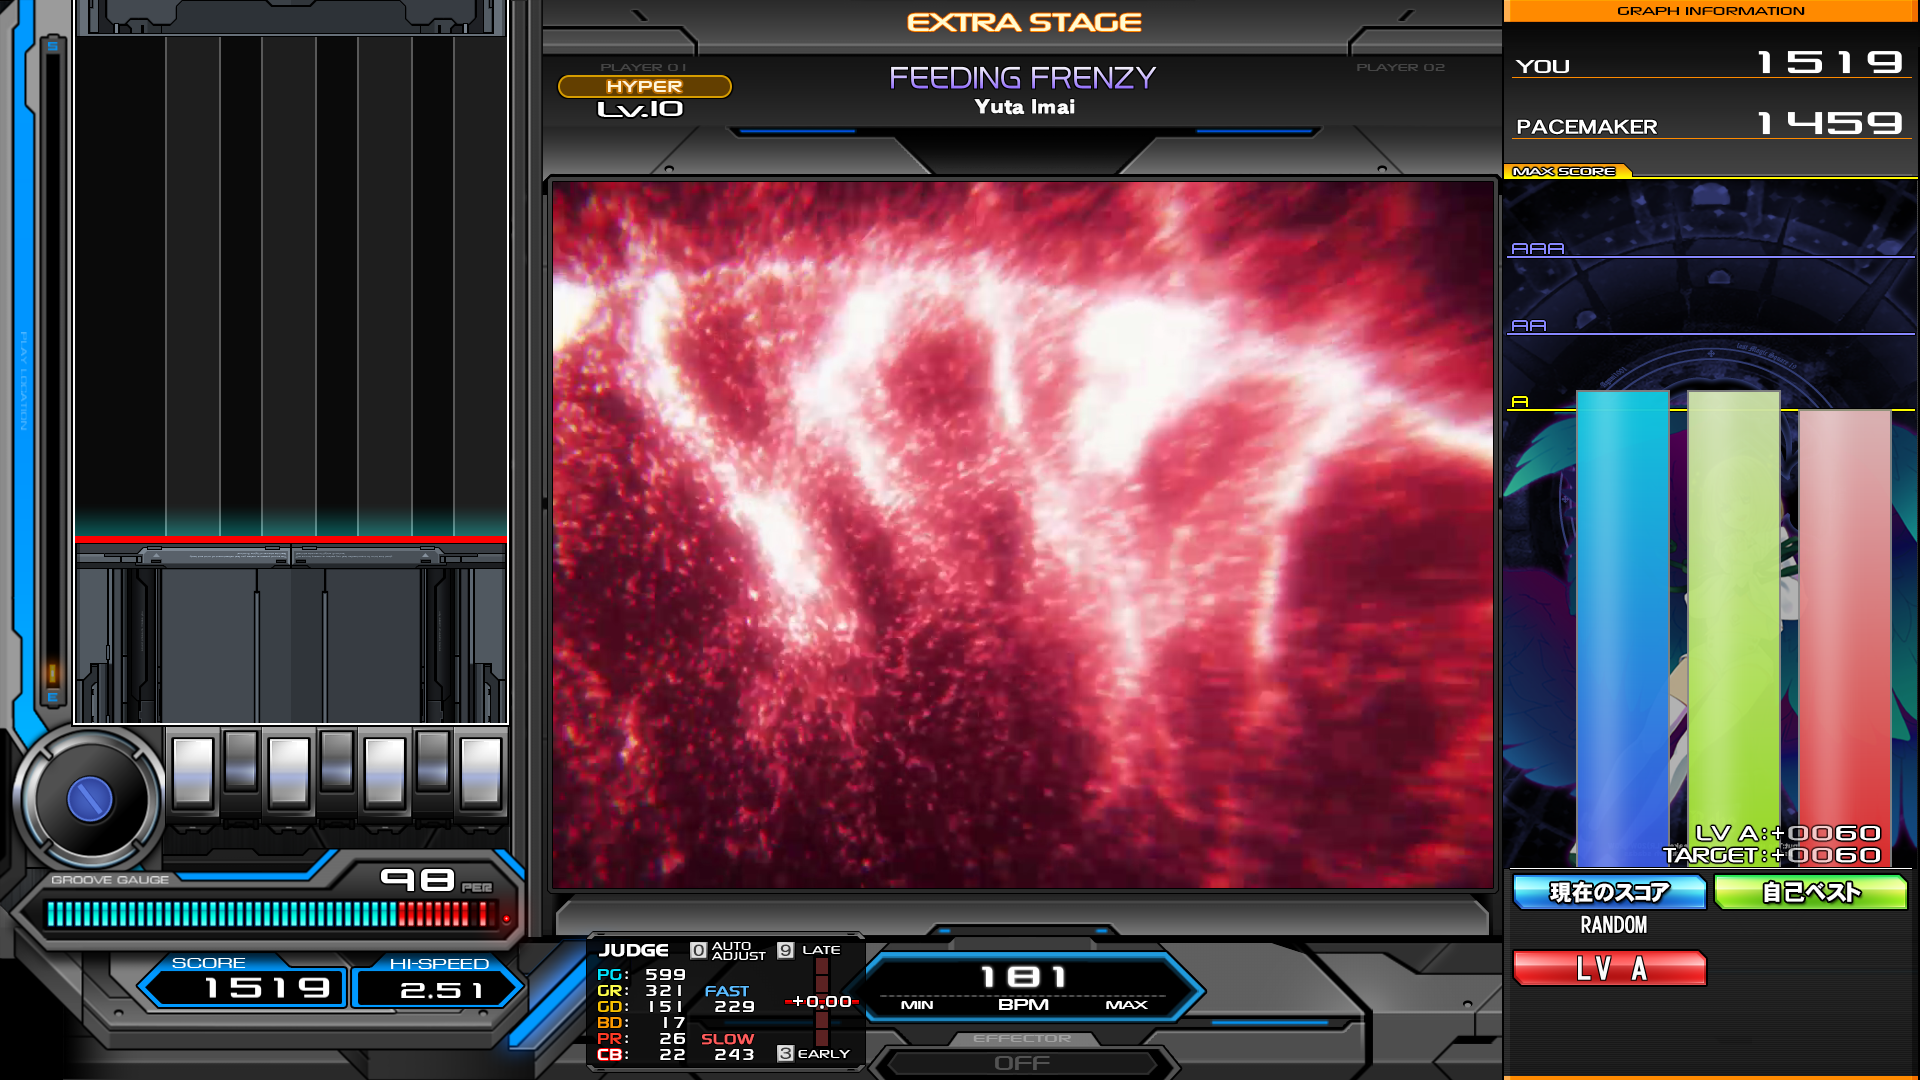 EXTRA STAGE
GRAPH INFORMATION
PLAYER 01
PLAYER 02
HYPER
LV.10
FEEDING FRENZY
Yuta Imai
YOU 1519
PACEMAKER 1459
MAX SCORE
AAA
AA
A
S
PLAY LOCATION
E
GROOVE GAUGE
98 PER
SCORE
1519
HI-SPEED
2.51
JUDGE
0 AUTO ADJUST
9 LATE
PG: 599
GR: 321
GD: 151
BD: 17
PR: 26
CB: 22
FAST
229
SLOW
243
+0.00
3 EARLY
181
MIN BPM MAX
EFFECTOR
OFF
LV A:+0060
TARGET:+0060
現在のスコア
自己ベスト
RANDOM
LV A